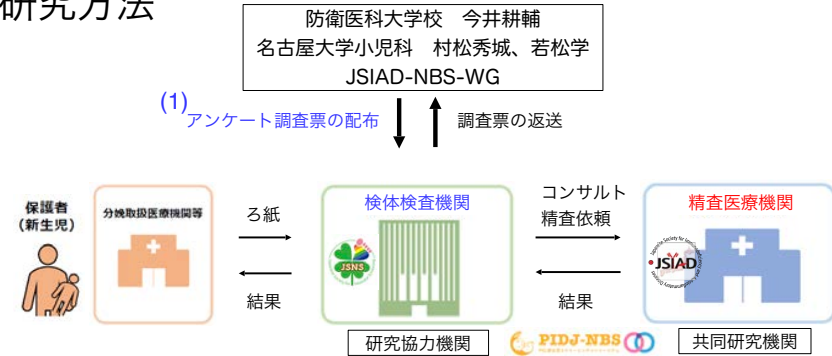 研究方法
防衛医科大学校 今井耕輔
名古屋大学小児科 村松秀城、若松学
JSIAD-NBS-WG
(1)
アンケート調査票の配布
調査票の返送
保護者
(新生児)
分娩取扱医療機関等
ろ紙
結果
検体検査機関
JSNS
コンサルト
精査依頼
結果
精査医療機関
JSIAD
研究協力機関
PIDJ-NBS
共同研究機関